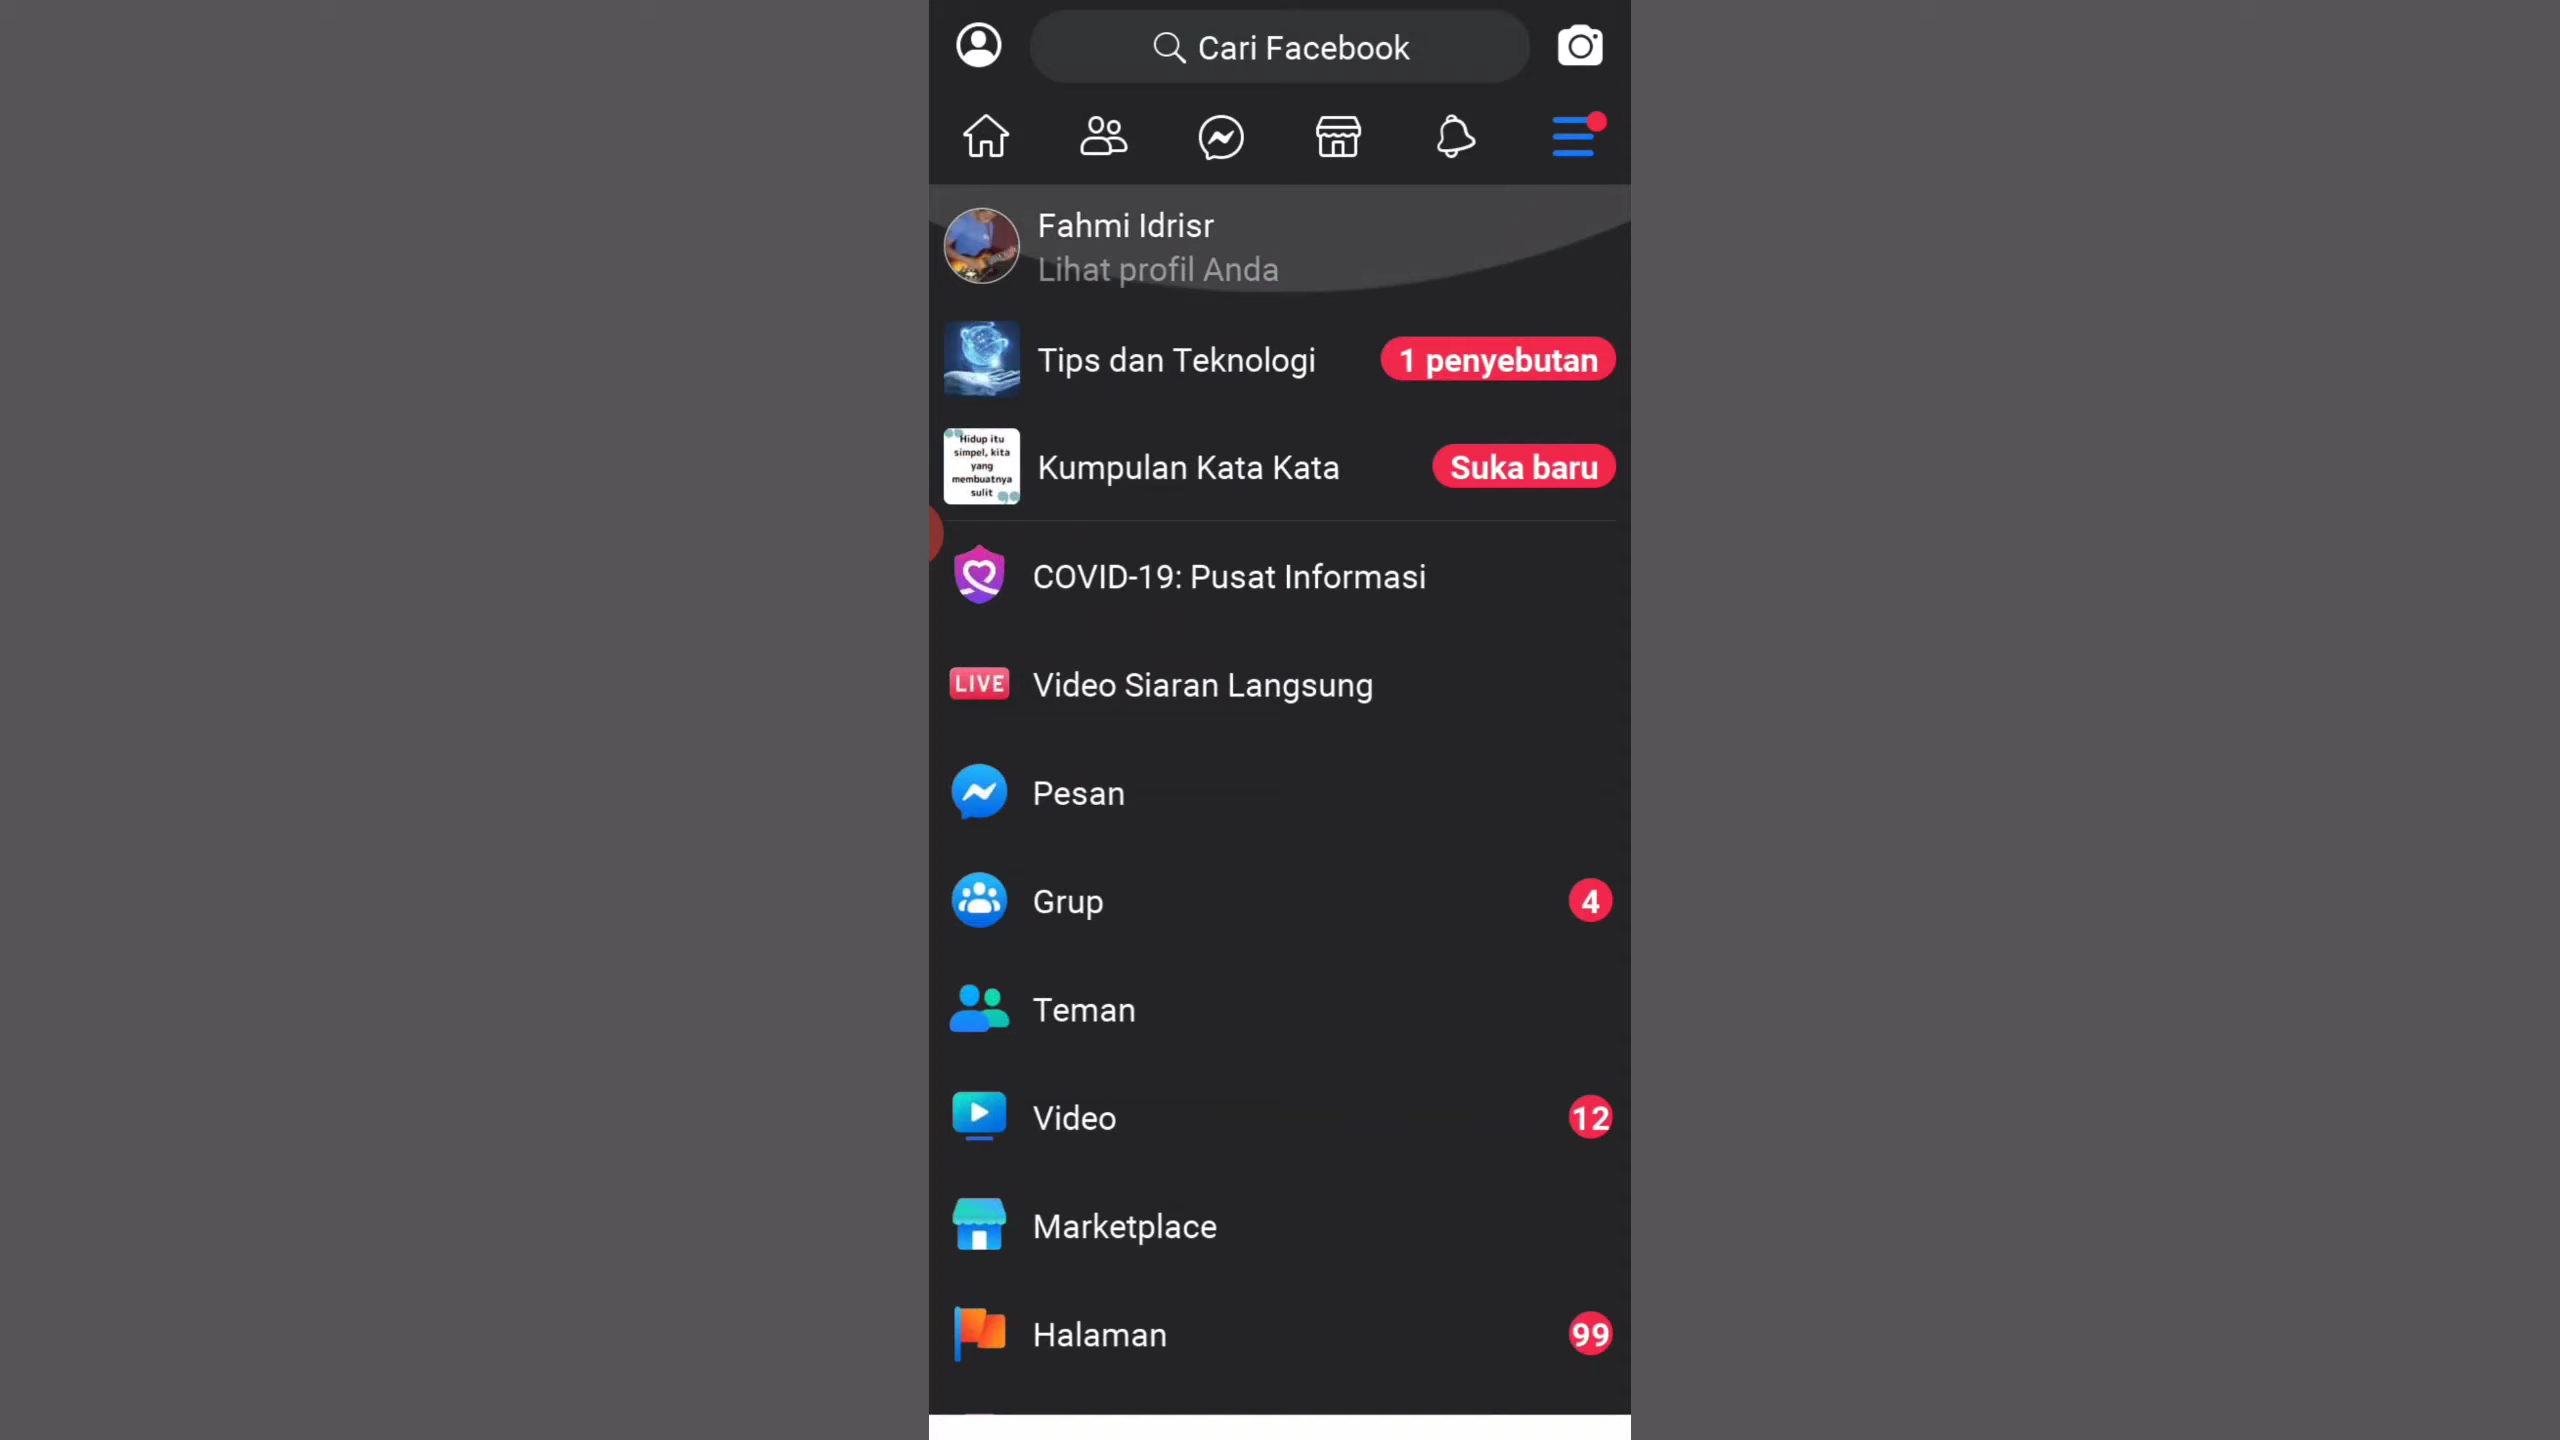 Cari Facebook
Fahmi Idrisr
Lihat profil Anda
Tips dan Teknologi 1 penyebutan
Hidup itu
simpel, kita
yang
membuatnya
sulit
Kumpulan Kata Kata Suka baru
COVID-19: Pusat Informasi
LIVE Video Siaran Langsung
Pesan
Grup 4
Teman
Video 12
Marketplace
Halaman 99